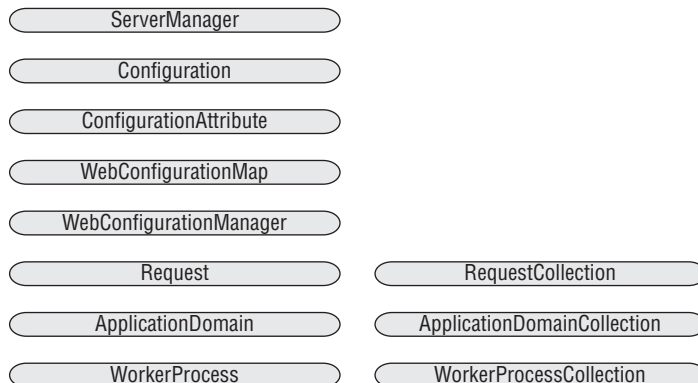 ServerManager
Configuration
ConfigurationAttribute
WebConfigurationMap
WebConfigurationManager
Request RequestCollection
ApplicationDomain ApplicationDomainCollection
WorkerProcess WorkerProcessCollection